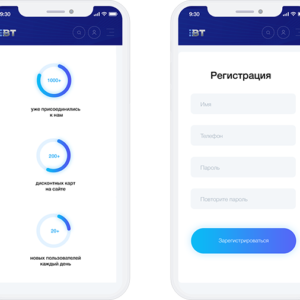 9:30
BT
1000+
уже присоединились
к нам
300+
дисконтных карт
на сайте
20+
новых пользователей
каждый день
9:30
BT
Регистрация
Имя
Телефон
Пароль
Повторите пароль
Зарегистрироваться